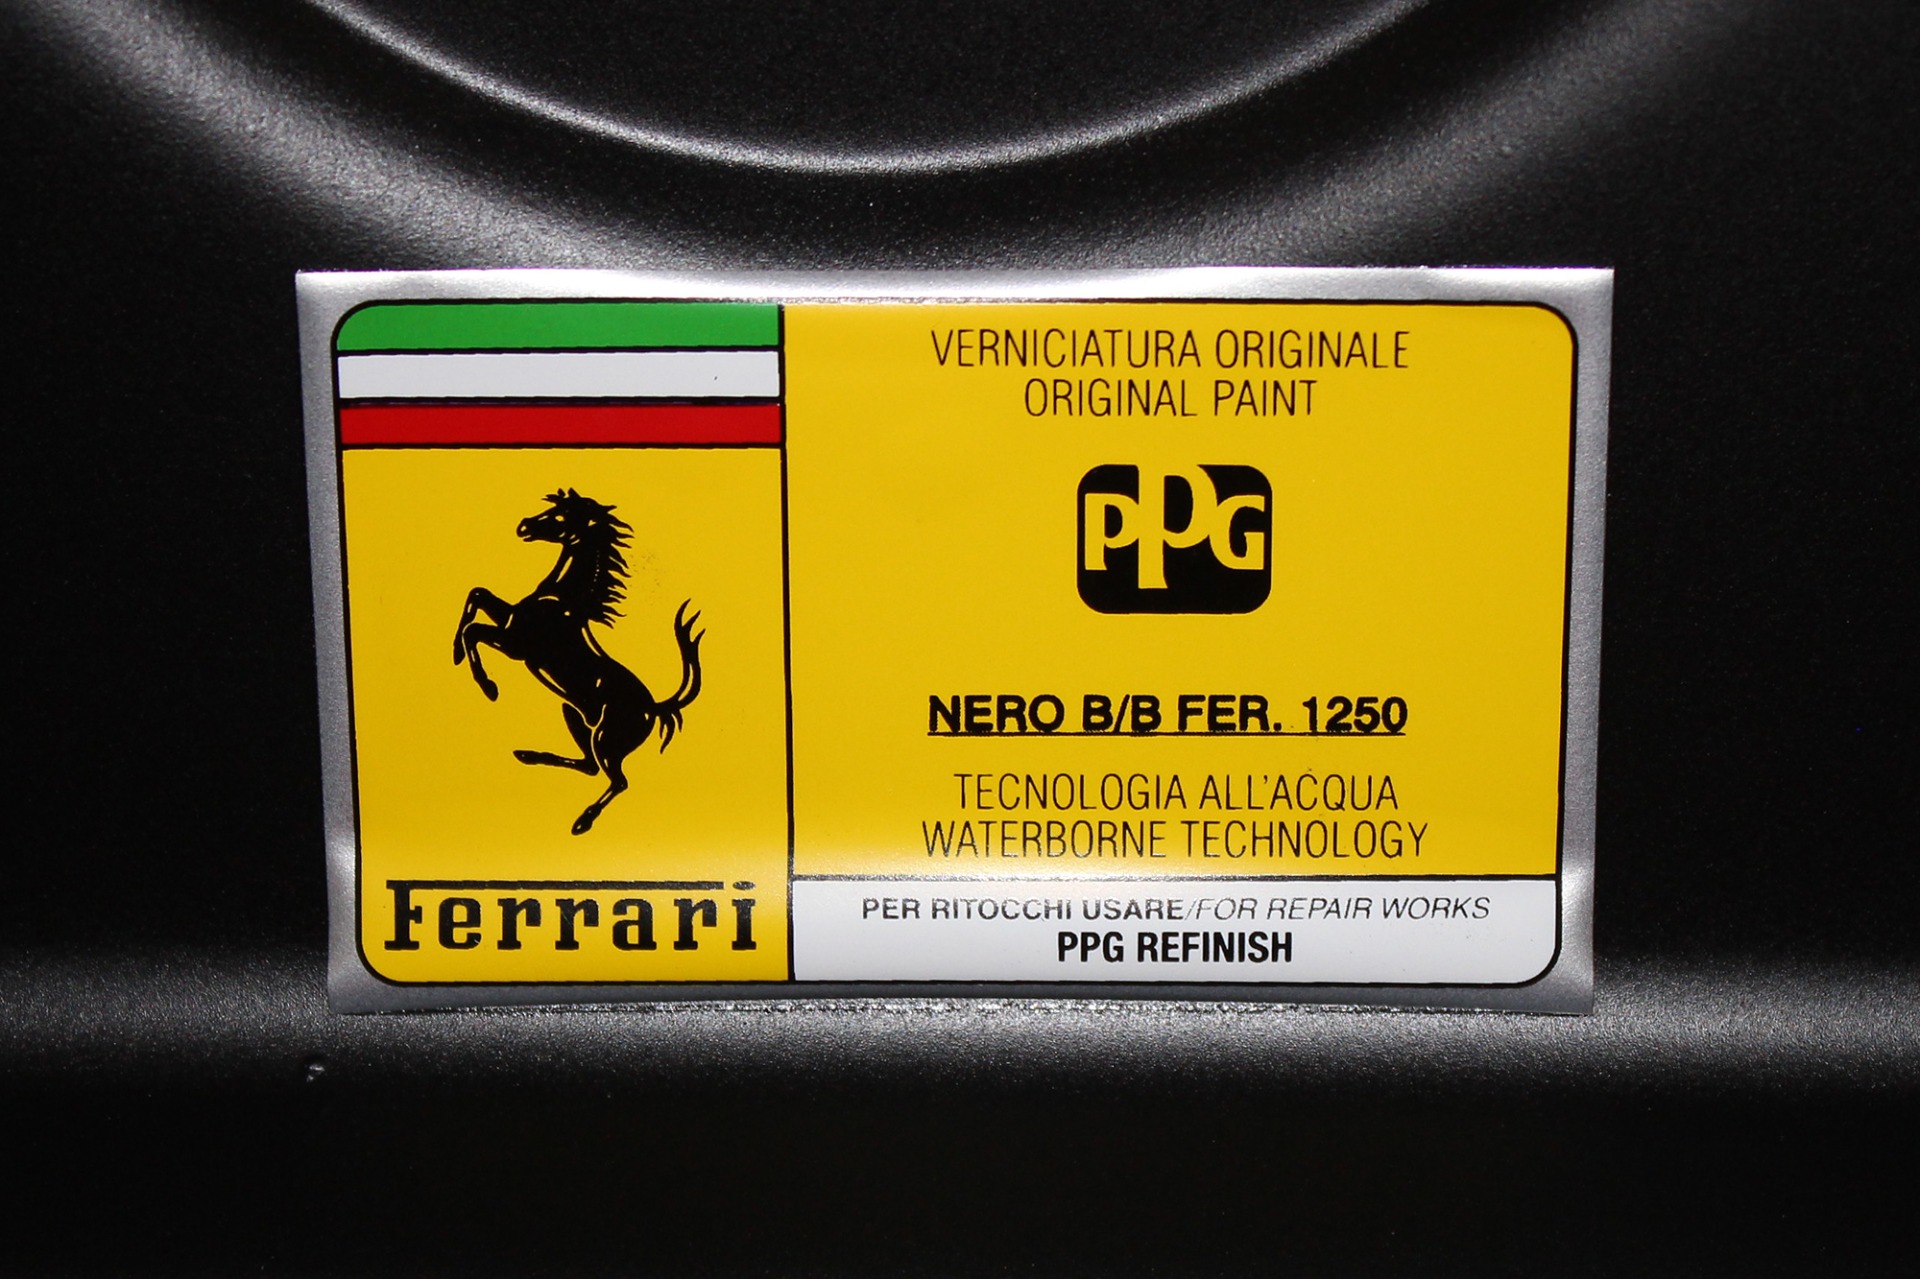 VERNICIATURA ORIGINALE
ORIGINAL PAINT
PPG
NERO B/B FER. 1250
TECNOLOGIA ALL'ACQUA
WATERBORNE TECHNOLOGY
Ferrari
PER RITOCCHI USARE/FOR REPAIR WORKS
PPG REFINISH